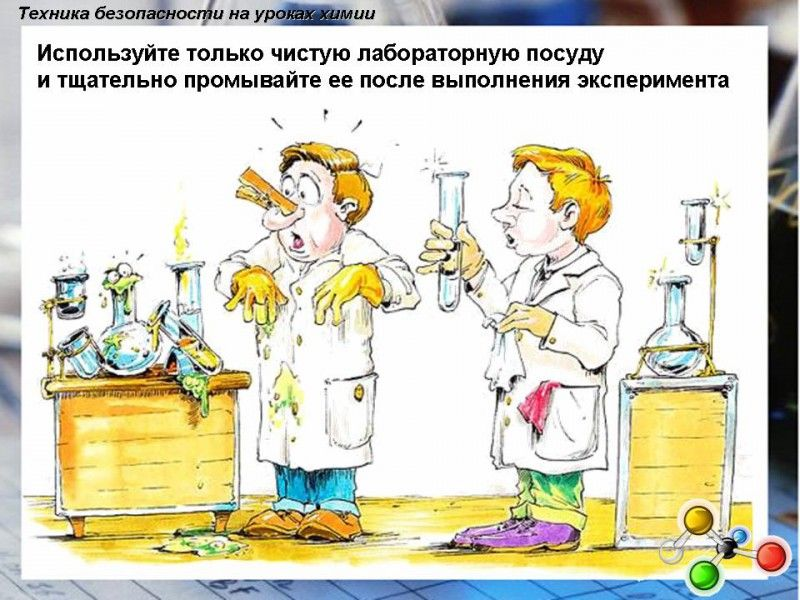 Техника безопасности на уроках химии
Используйте только чистую лабораторную посуду
и тщательно промывайте ее после выполнения эксперимента